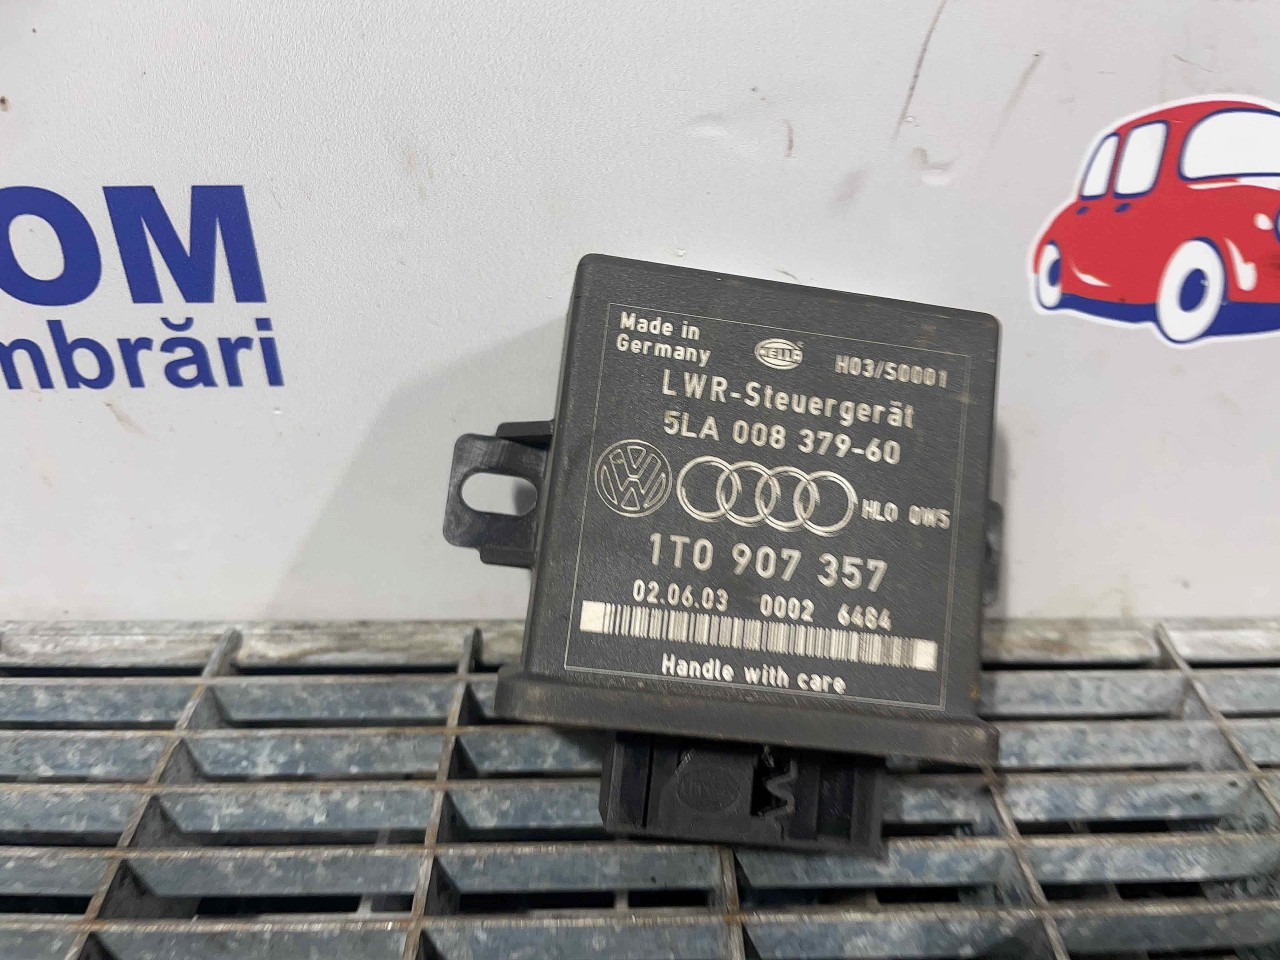 OM
mbrări
Made in
Germany
HELLA
H03/S0001
LWR-Steuergerät
5LA 008 379-60
HLO 0W5
1T0 907 357
02.06.03 0002 6484
Handle with care